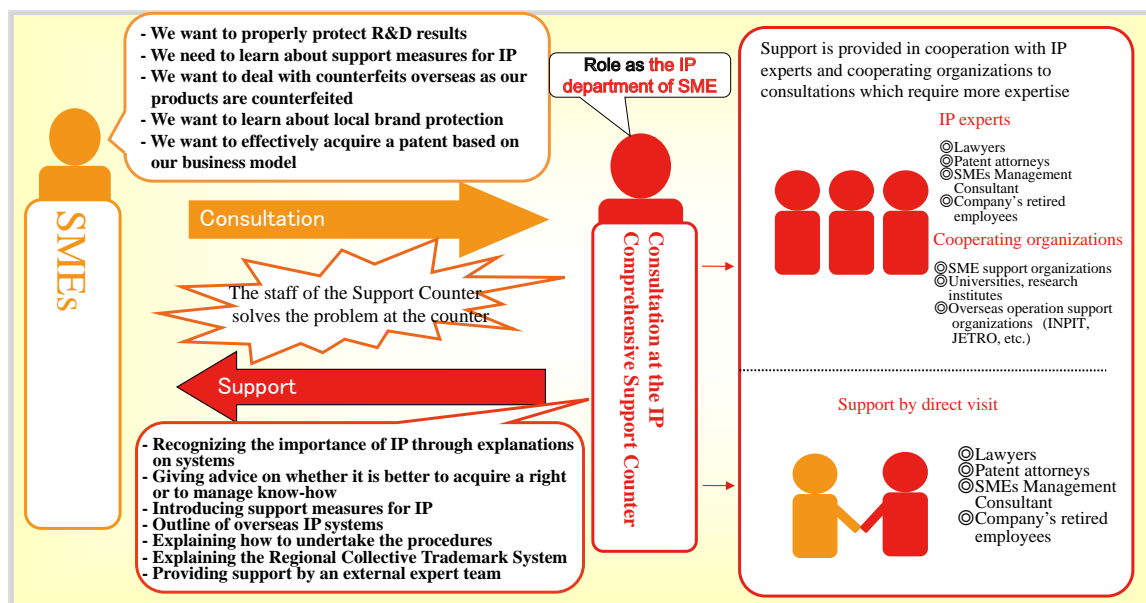 - We want to properly protect R&D results
- We need to learn about support measures for IP
- We want to deal with counterfeits overseas as our
products are counterfeited
- We want to learn about local brand protection
- We want to effectively acquire a patent based on
our business model
SMEs
Consultation
The staff of the Support Counter
solves the problem at the counter
Support
- Recognizing the importance of IP through explanations
on systems
- Giving advice on whether it is better to acquire a right
or to manage know-how
- Introducing support measures for IP
- Outline of overseas IP systems
- Explaining how to undertake the procedures
- Explaining the Regional Collective Trademark System
- Providing support by an external expert team
Role as the IP
department of SME
Consultation at the IP
Comprehensive Support Counter
Support is provided in cooperation with IP
experts and cooperating organizations to
consultations which require more expertise
IP experts
◎Lawyers
◎Patent attorneys
◎SMEs Management
Consultant
◎Company's retired
employees
Cooperating organizations
◎SME support organizations
◎Universities, research
institutes
◎Overseas operation support
organizations (INPIT,
JETRO, etc.)
Support by direct visit
◎Lawyers
◎Patent attorneys
◎SMEs Management
Consultant
◎Company's retired
employees